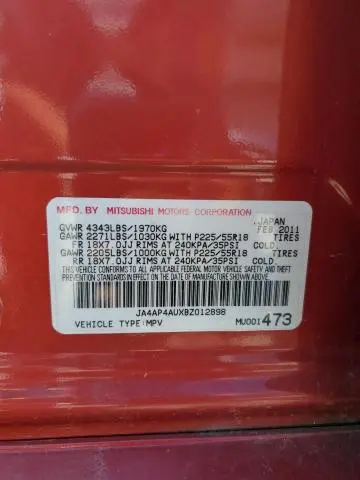 MFD. BY MITSUBISHI MOTORS CORPORATION JAPAN
GVWR 4343LBS/1970KG FEB 2011
GAWR 2271LBS/1030KG WITH P225/55R18 TIRES
FR 18X7.0JJ RIMS AT 240KPA/35PSI COLD.
GAWR 2205LBS/1000KG WITH P225/55R18 TIRES
RR 18X7.0JJ RIMS AT 240KPA/35PSI COLD.
THIS VEHICLE CONFORMS TO ALL APPLICABLE FEDERAL MOTOR
VEHICLE SAFETY AND THEFT PREVENTION STANDARDS IN
EFFECT ON THE DATE OF MANUFACTURE SHOWN ABOVE.
JA4AP4AUXBZ012898
VEHICLE TYPE:MPV MU001473